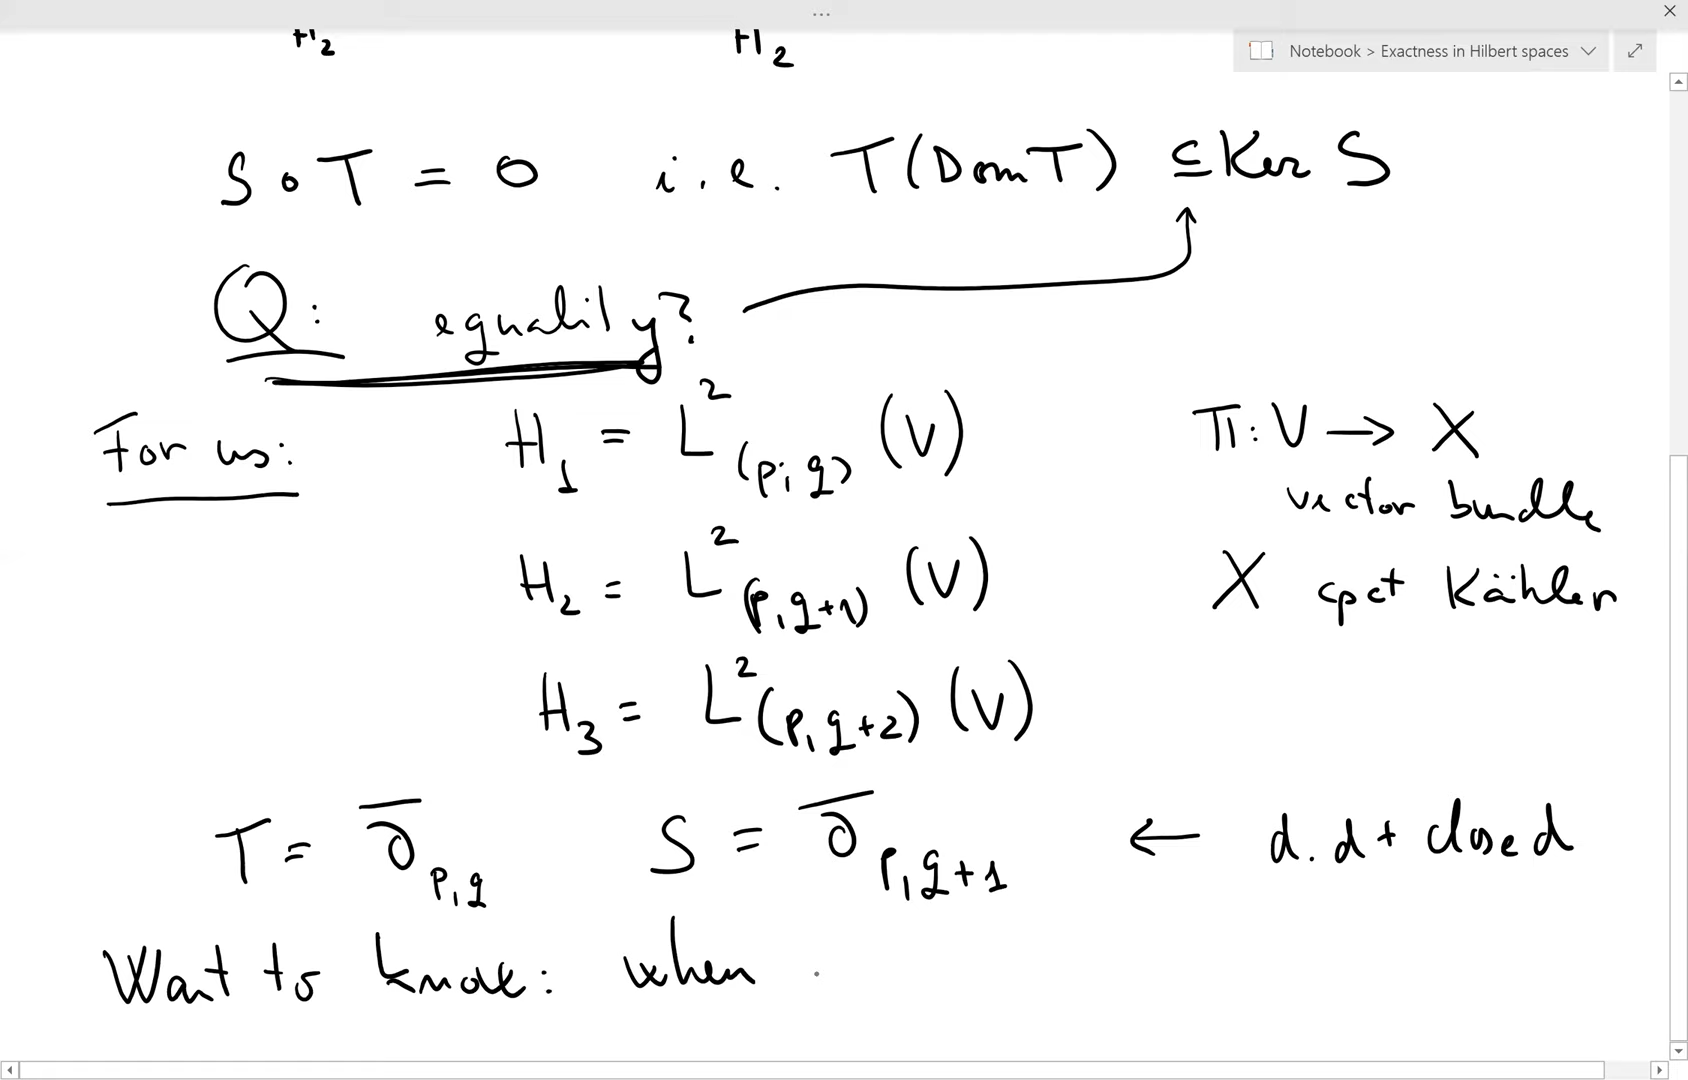 Notebook > Exactness in Hilbert spaces
H₂ H₂
S ∘ T = 0 i.e. T(Dom T) ⊆ Ker S
Q: equality?
For us: H₁ = L²₍p,q₎ (V) π: V → X
vector bundle
H₂ = L²₍p,q+1₎ (V) X cpct Kähler
H₃ = L²₍p,q+2₎ (V)
T = ∂̄ p,q S = ∂̄ p,q+1 ← d.d + closed
Want to know: when